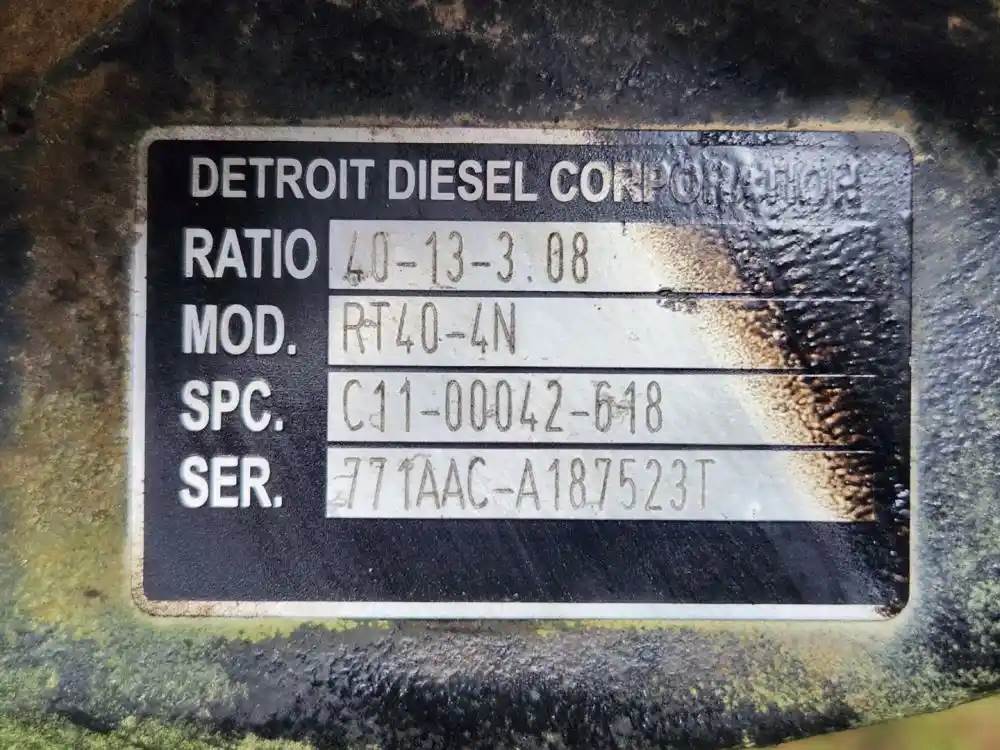 DETROIT DIESEL CORPORATION
RATIO 40-13-3.08
MOD. RT40-4N
SPC. C11-00042-618
SER. 771AAC-A187523T